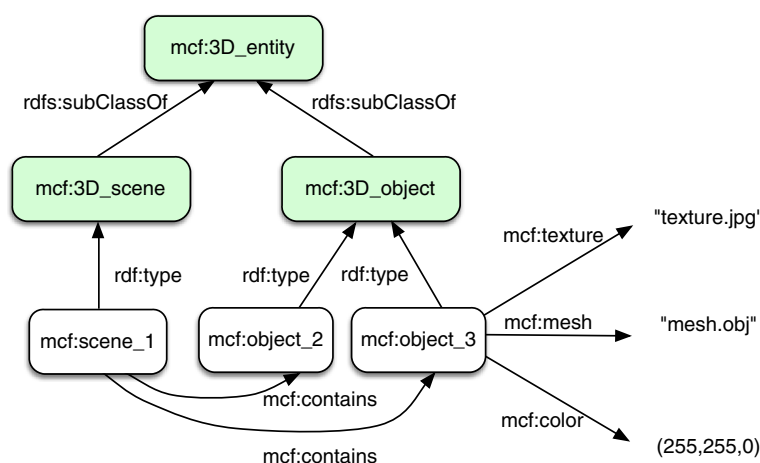 mcf:3D_entity
rdfs:subClassOf
rdfs:subClassOf
mcf:3D_scene
mcf:3D_object
"texture.jpg'
mcf:texture
rdf:type
rdf:type
rdf:type
mcf:scene_1
mcf:object_2
mcf:object_3
mcf:mesh
"mesh.obj"
mcf:contains
mcf:color
mcf:contains
(255,255,0)